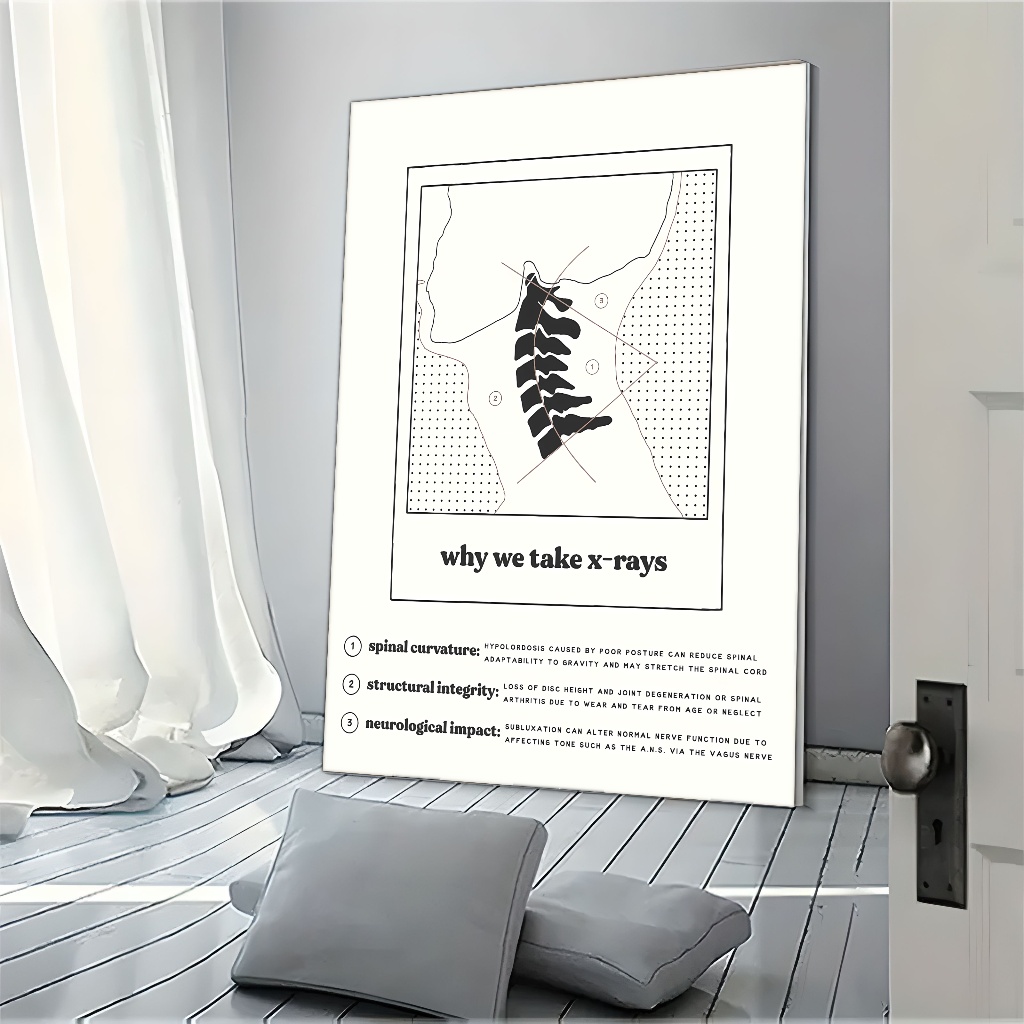 3
1
2
why we take x-rays
1 spinal curvature: HYPOLORDOSIS CAUSED BY POOR POSTURE CAN REDUCE SPINAL
ADAPTABILITY TO GRAVITY AND MAY STRETCH THE SPINAL CORD
2 structural integrity: LOSS OF DISC HEIGHT AND JOINT DEGENERATION OR SPINAL
ARTHRITIS DUE TO WEAR AND TEAR FROM AGE OR NEGLECT
3 neurological impact: SUBLUXATION CAN ALTER NORMAL NERVE FUNCTION DUE TO
AFFECTING TONE SUCH AS THE A.N.S. VIA THE VAGUS NERVE